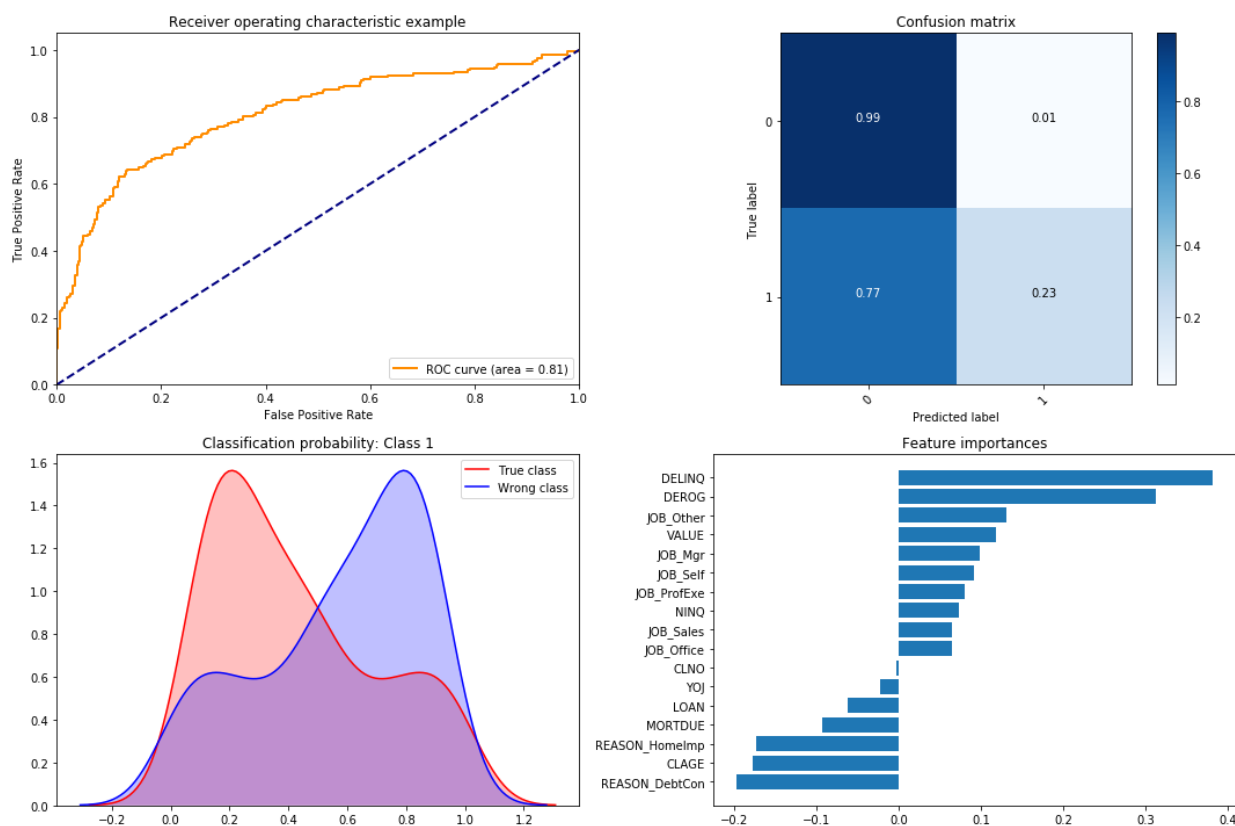 Receiver operating characteristic example
1.0
0.8
0.6
0.4
0.2
0.0
True Positive Rate
ROC curve (area = 0.81)
0.0 0.2 0.4 0.6 0.8 1.0
False Positive Rate
Confusion matrix
0
1
True label
0.99 0.01
0.77 0.23
0 1
Predicted label
0.8
0.6
0.4
0.2
Classification probability: Class 1
1.6
1.4
1.2
1.0
0.8
0.6
0.4
0.2
0.0
True class
Wrong class
−0.2 0.0 0.2 0.4 0.6 0.8 1.0 1.2
Feature importances
DELINQ
DEROG
JOB_Other
VALUE
JOB_Mgr
JOB_Self
JOB_ProfExe
NINQ
JOB_Sales
JOB_Office
CLNO
YOJ
LOAN
MORTDUE
REASON_HomeImp
CLAGE
REASON_DebtCon
−0.2 −0.1 0.0 0.1 0.2 0.3 0.4